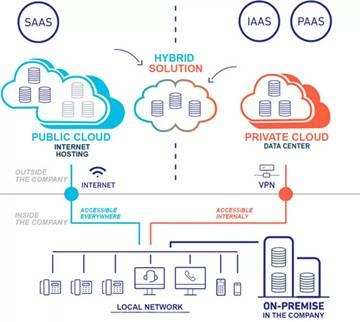 SAAS
IAAS
PAAS
HYBRID
SOLUTION
PUBLIC CLOUD
INTERNET
HOSTING
PRIVATE CLOUD
DATA CENTER
OUTSIDE
THE COMPANY
INTERNET
VPN
INSIDE
THE COMPANY
ACCESSIBLE
EVERYWHERE
ACCESSIBLE
INTERNALY
LOCAL NETWORK
ON-PREMISE
IN THE COMPANY